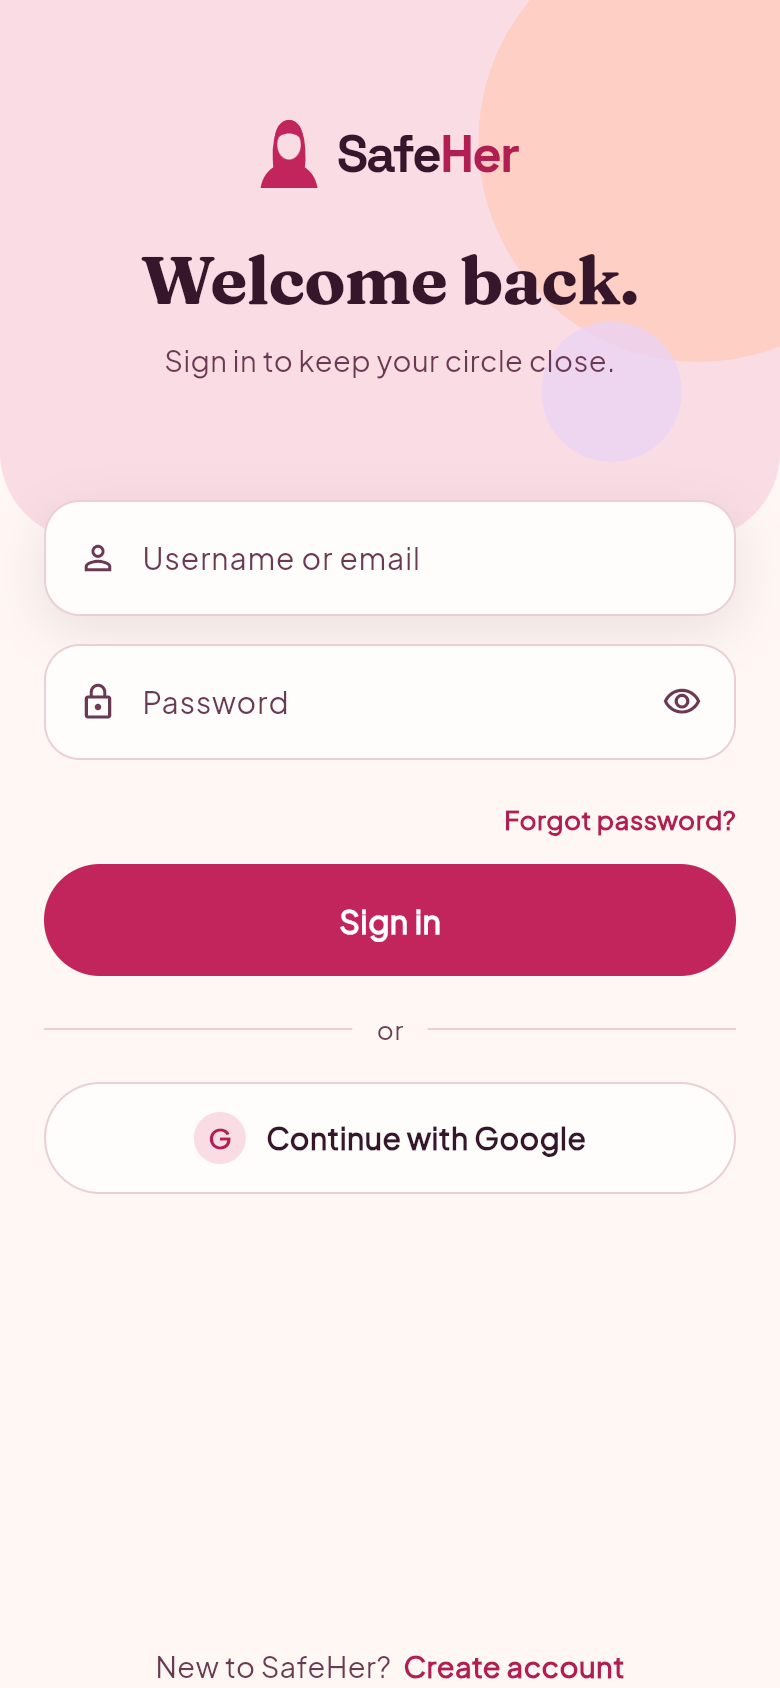 SafeHer
Welcome back.
Sign in to keep your circle close.
Username or email
Password
Forgot password?
Sign in
or
G Continue with Google
New to SafeHer? Create account